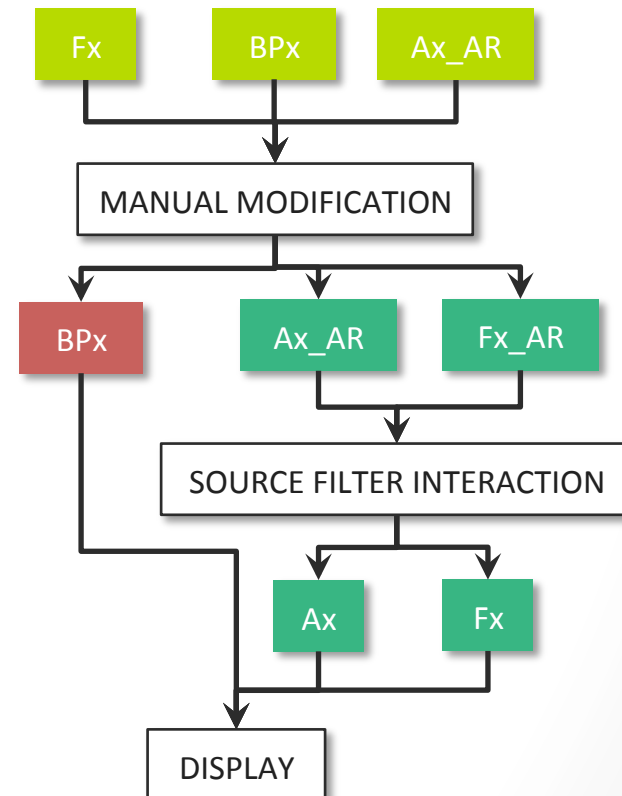 Fx
BPx
Ax_AR
MANUAL MODIFICATION
BPx
Ax_AR
Fx_AR
SOURCE FILTER INTERACTION
Ax
Fx
DISPLAY